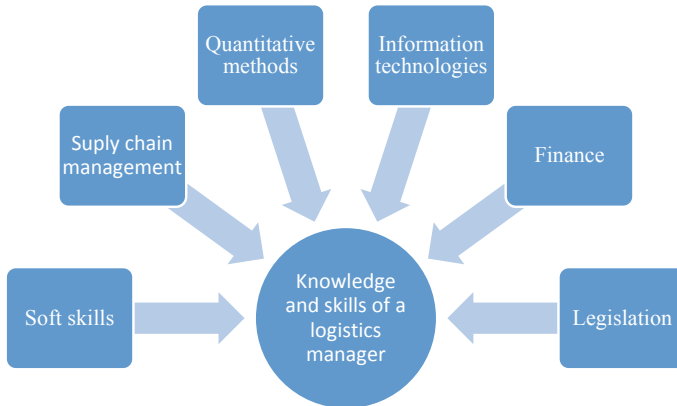 Quantitative
methods
Information
technologies
Suply chain
management
Finance
Soft skills
Knowledge
and skills of a
logistics
manager
Legislation